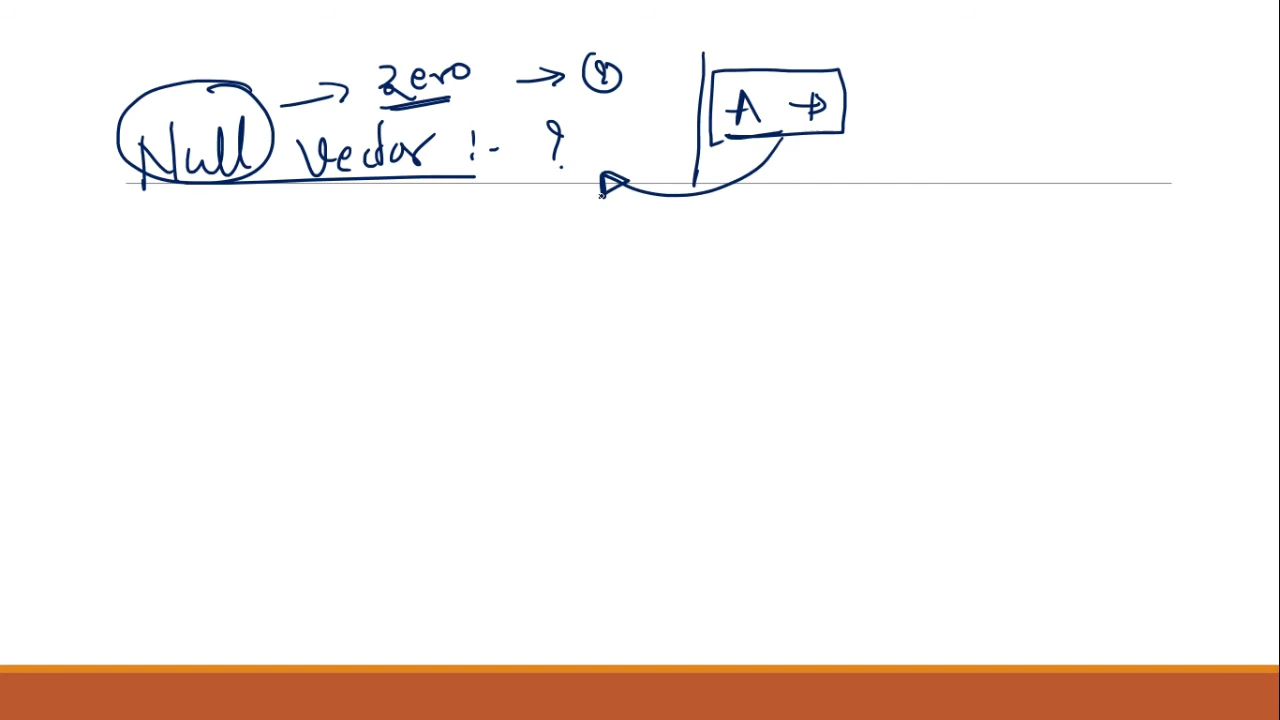 → Zero →
Null Vector :- ?
A →